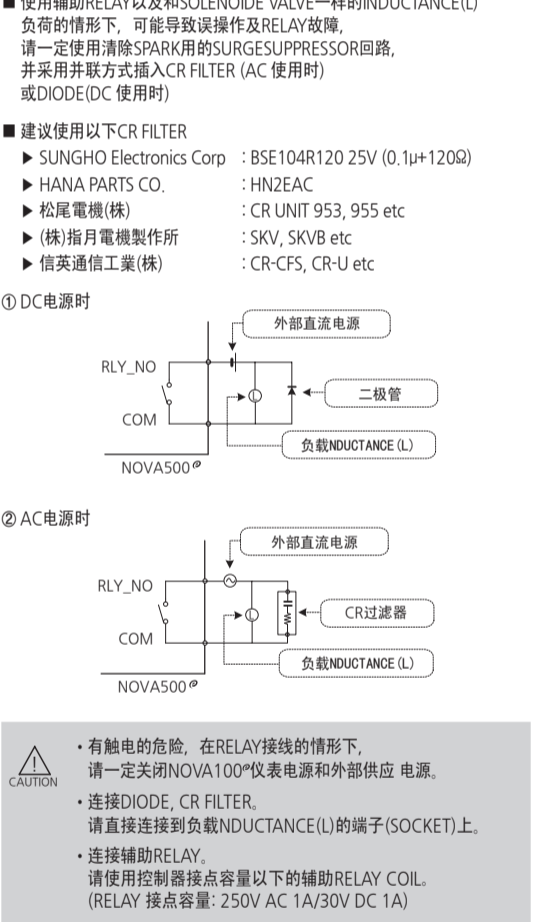 ■ 使用辅助RELAY以及和SOLENOIDE VALVE一样的INDUCTANCE(L)
负荷的情形下, 可能导致误操作及RELAY故障,
请一定使用清除SPARK用的SURGESUPPRESSOR回路,
并采用并联方式插入CR FILTER (AC 使用时)
或DIODE(DC 使用时)
■ 建议使用以下CR FILTER
▶ SUNGHO Electronics Corp : BSE104R120 25V (0.1μ+120Ω)
▶ HANA PARTS CO. : HN2EAC
▶ 松尾電機(株) : CR UNIT 953, 955 etc
▶ (株)指月電機製作所 : SKV, SKVB etc
▶ 信英通信工業(株) : CR-CFS, CR-U etc
① DC电源时
外部直流电源
RLY_NO
L
二极管
COM
负载NDUCTANCE (L)
NOVA500
② AC电源时
外部直流电源
RLY_NO
L
CR过滤器
COM
负载NDUCTANCE (L)
NOVA500
CAUTION
• 有触电的危险, 在RELAY接线的情形下,
请一定关闭NOVA100仪表电源和外部供应 电源。
• 连接DIODE, CR FILTER。
请直接连接到负载NDUCTANCE(L)的端子(SOCKET)上。
• 连接辅助RELAY。
请使用控制器接点容量以下的辅助RELAY COIL。
(RELAY 接点容量: 250V AC 1A/30V DC 1A)